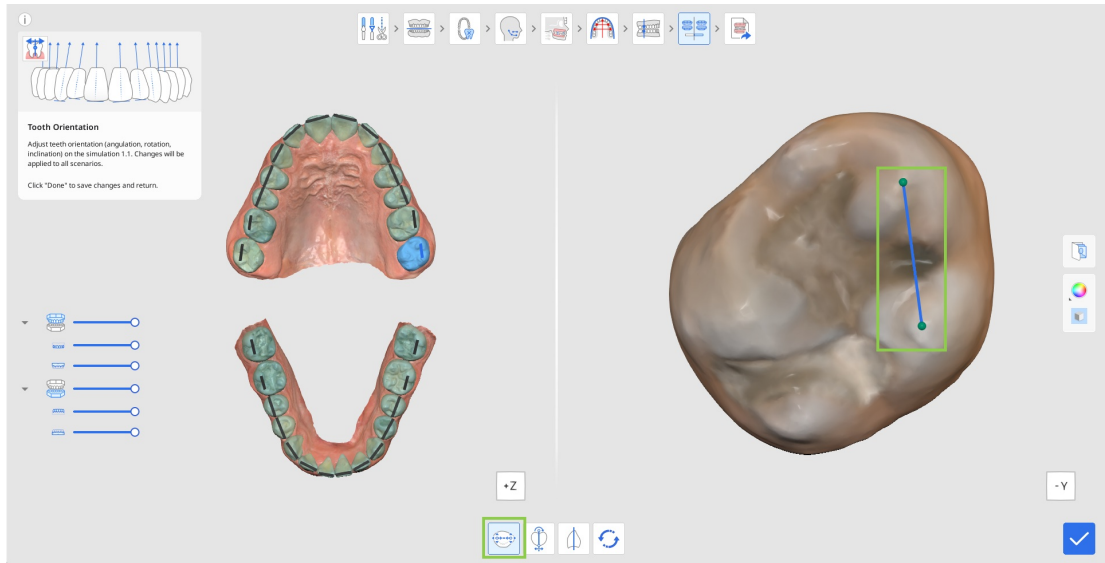 Tooth Orientation
Adjust teeth orientation (angulation, rotation,
inclination) on the simulation 1.1. Changes will be
applied to all scenarios.
Click "Done" to save changes and return.
+Z
-Y